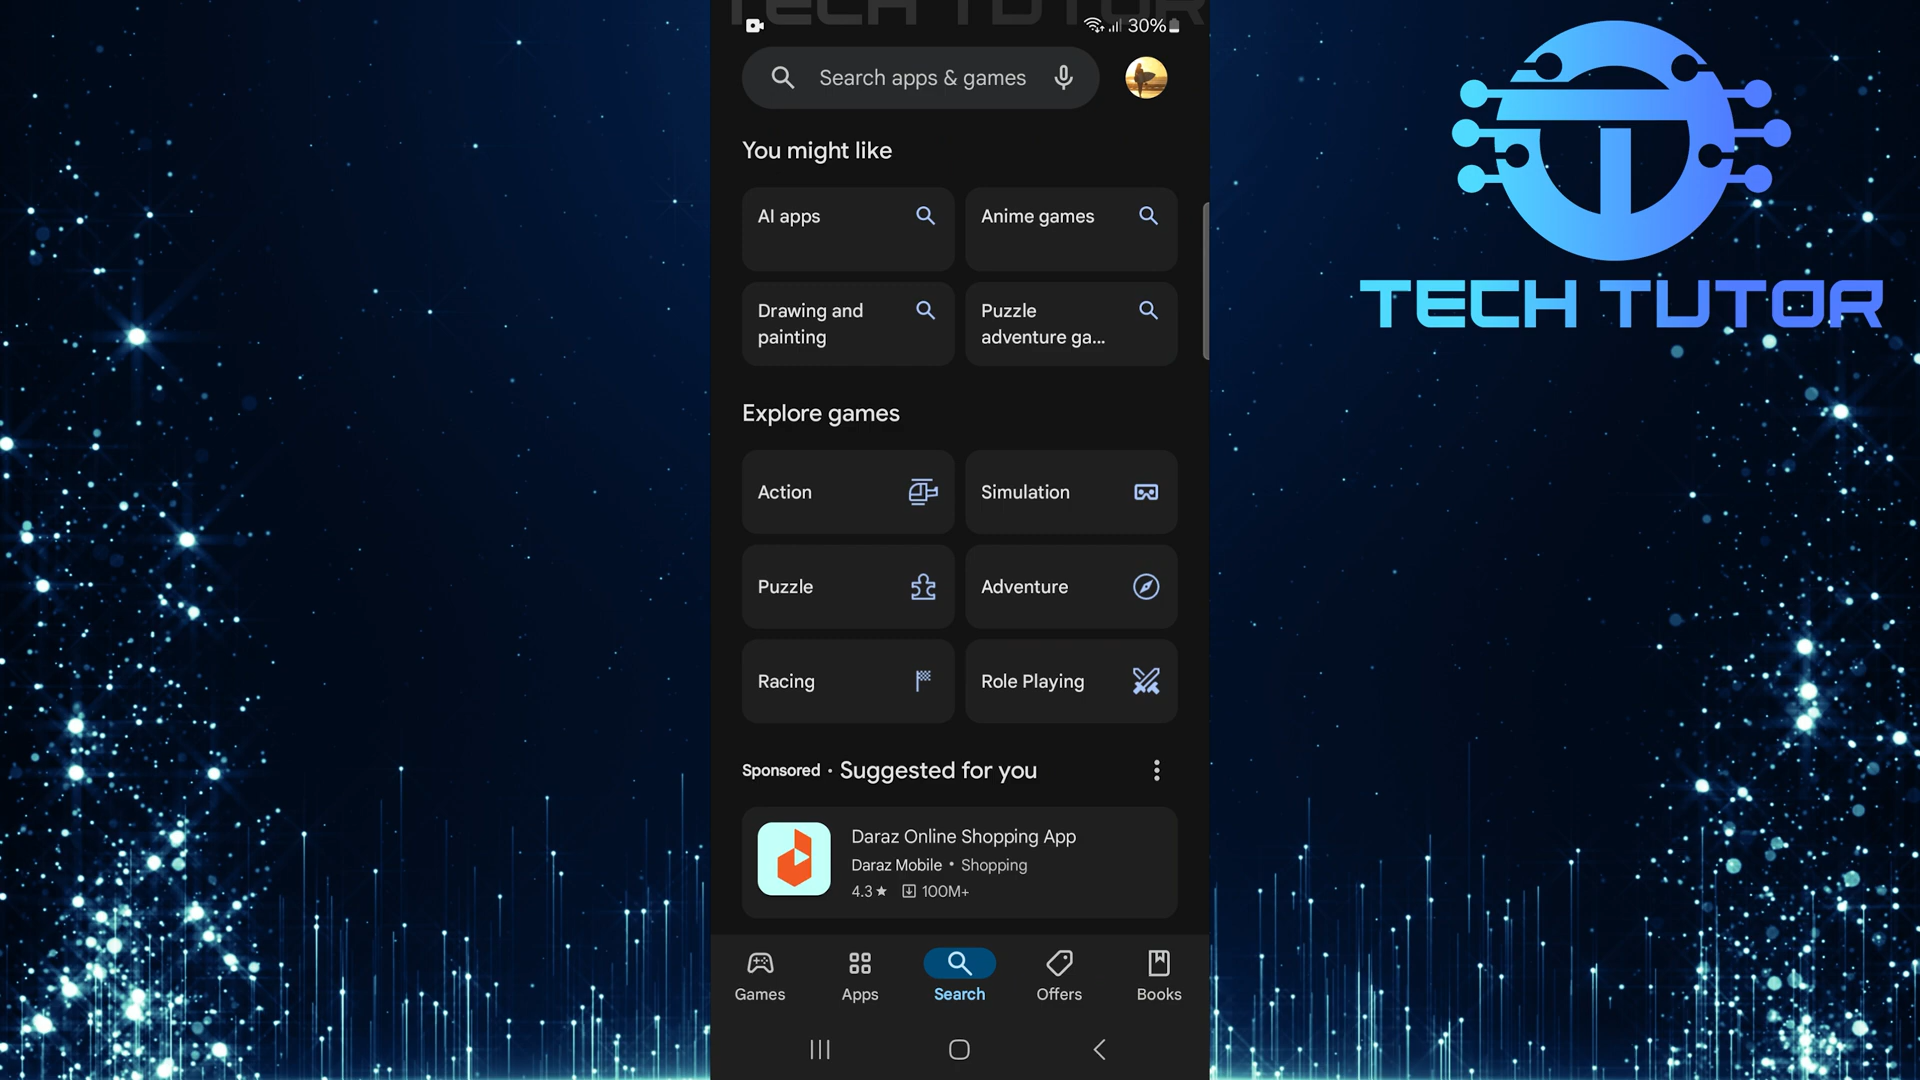 TECH TUTOR
30%
Search apps & games
You might like
AI apps
Anime games
Drawing and
painting
Puzzle
adventure ga...
Explore games
Action
Simulation
Puzzle
Adventure
Racing
Role Playing
Sponsored • Suggested for you
Daraz Online Shopping App
Daraz Mobile • Shopping
4.3★ 100M+
Games
Apps
Search
Offers
Books
TECH TUTOR